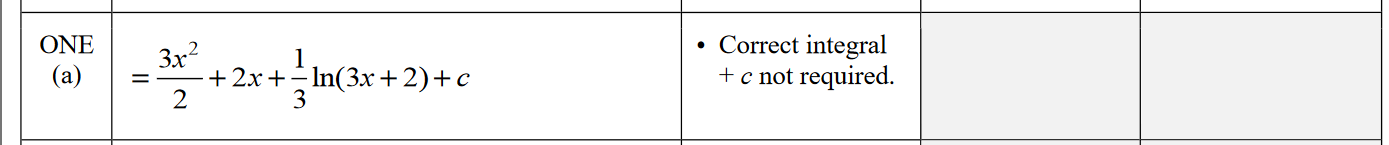 ONE
(a)
= 3x²/2 + 2x + 1/3 ln(3x + 2) + c
• Correct integral
+ c not required.